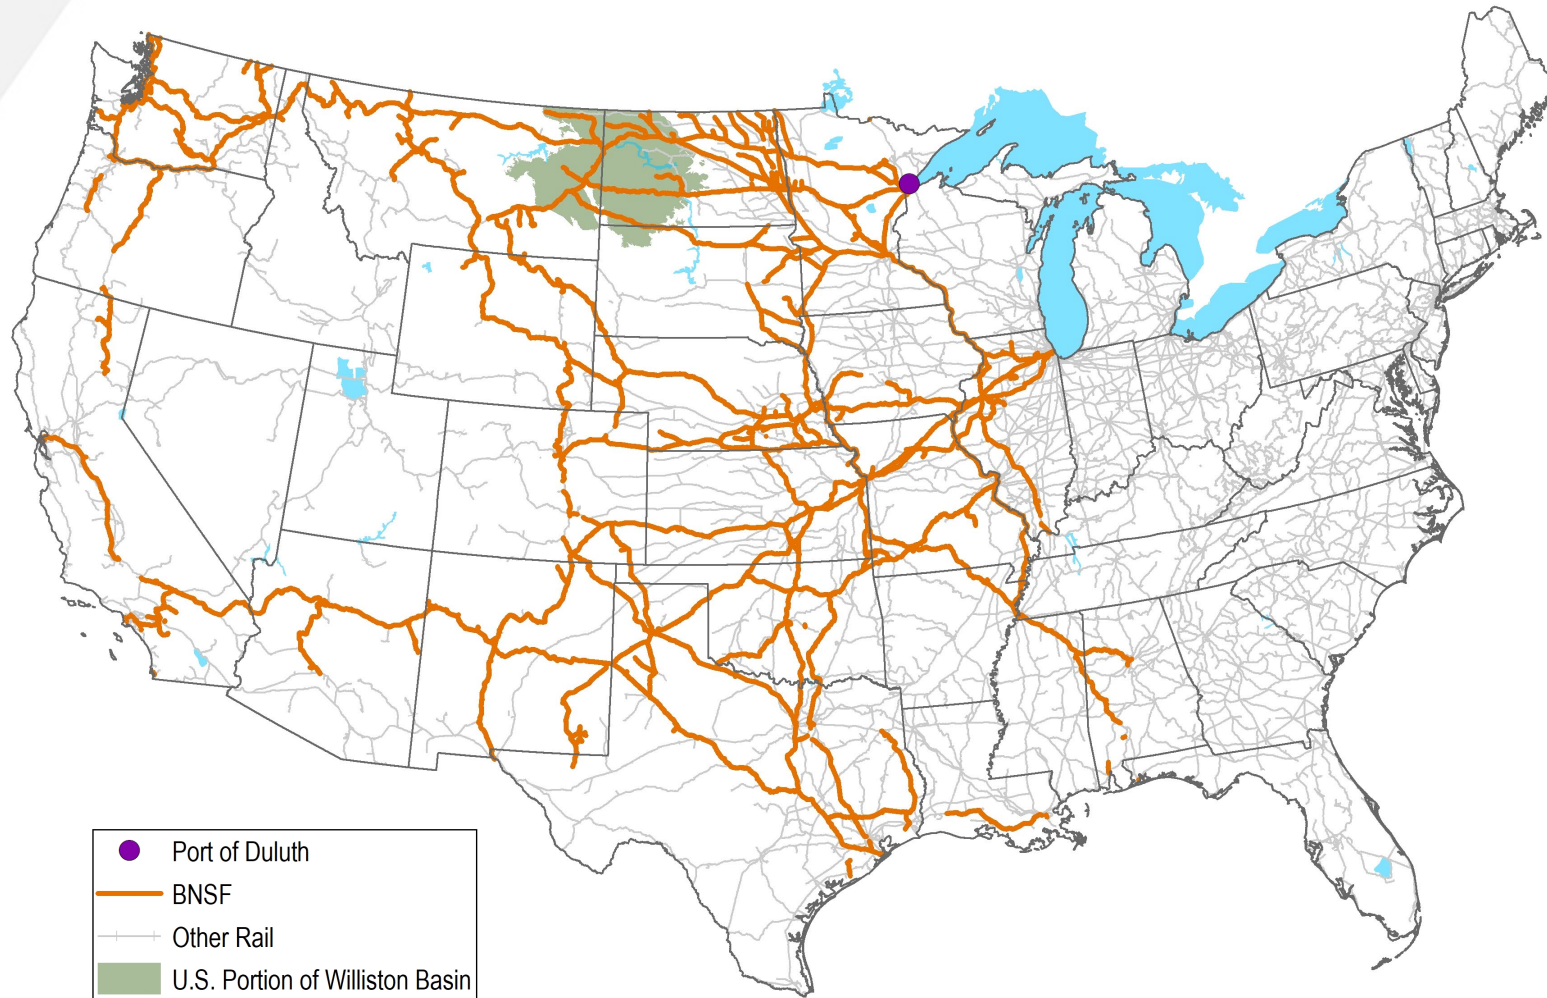 Port of Duluth
BNSF
Other Rail
U.S. Portion of Williston Basin